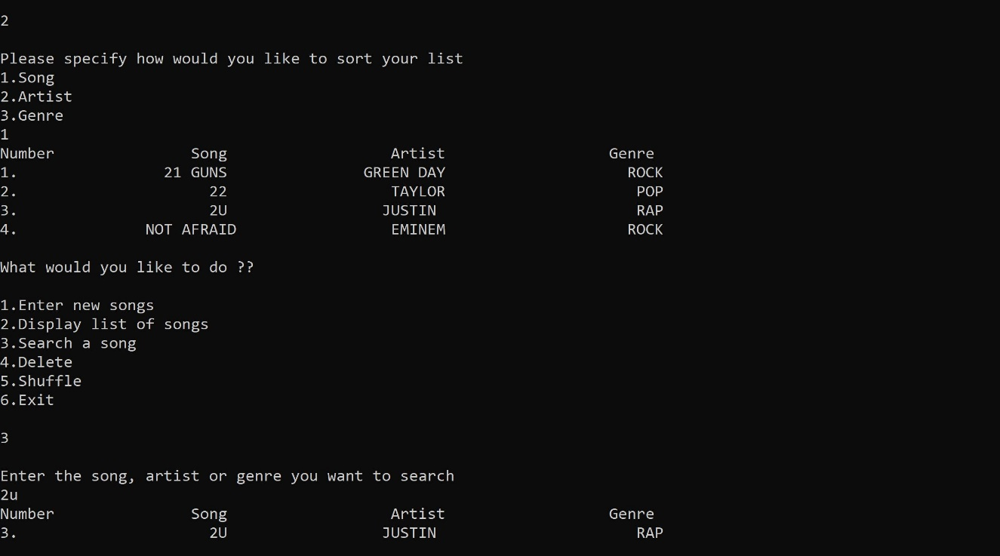 2
Please specify how would you like to sort your list
1.Song
2.Artist
3.Genre
1
Number Song Artist Genre
1. 21 GUNS GREEN DAY ROCK
2. 22 TAYLOR POP
3. 2U JUSTIN RAP
4. NOT AFRAID EMINEM ROCK
What would you like to do ??
1.Enter new songs
2.Display list of songs
3.Search a song
4.Delete
5.Shuffle
6.Exit
3
Enter the song, artist or genre you want to search
2u
Number Song Artist Genre
3. 2U JUSTIN RAP